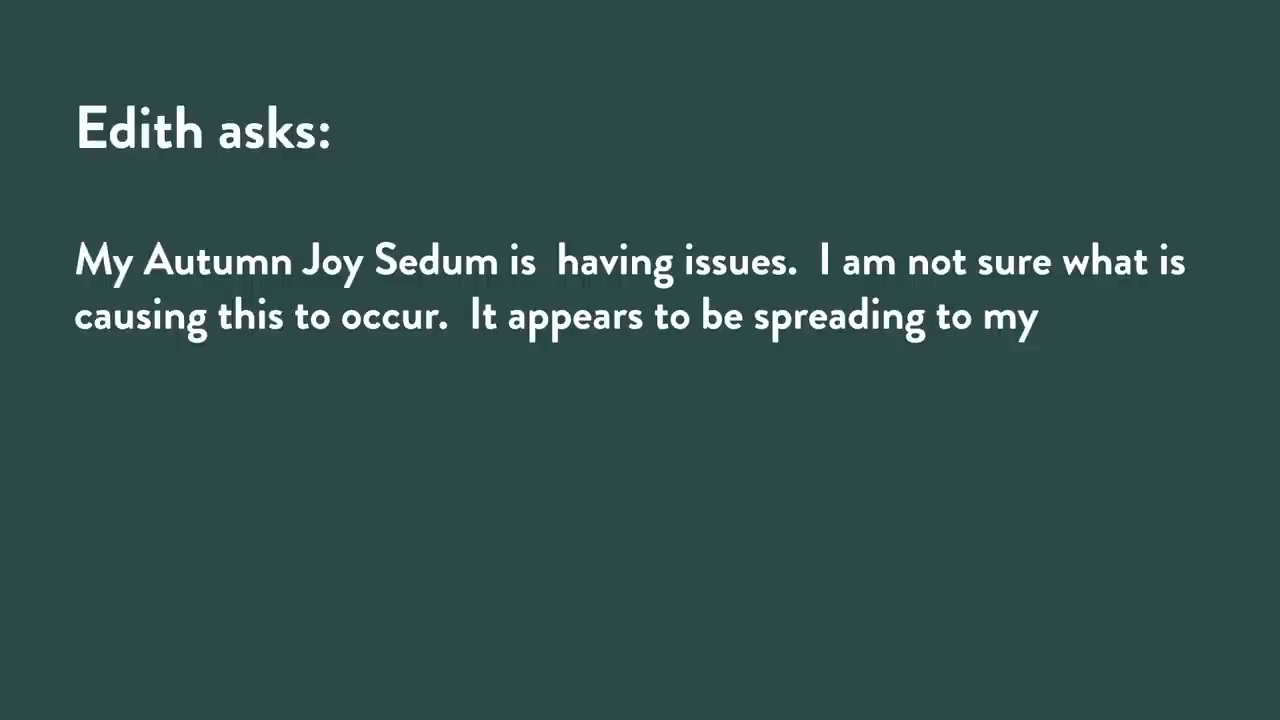 Edith asks:
My Autumn Joy Sedum is  having issues.  I am not sure what is
causing this to occur.  It appears to be spreading to my